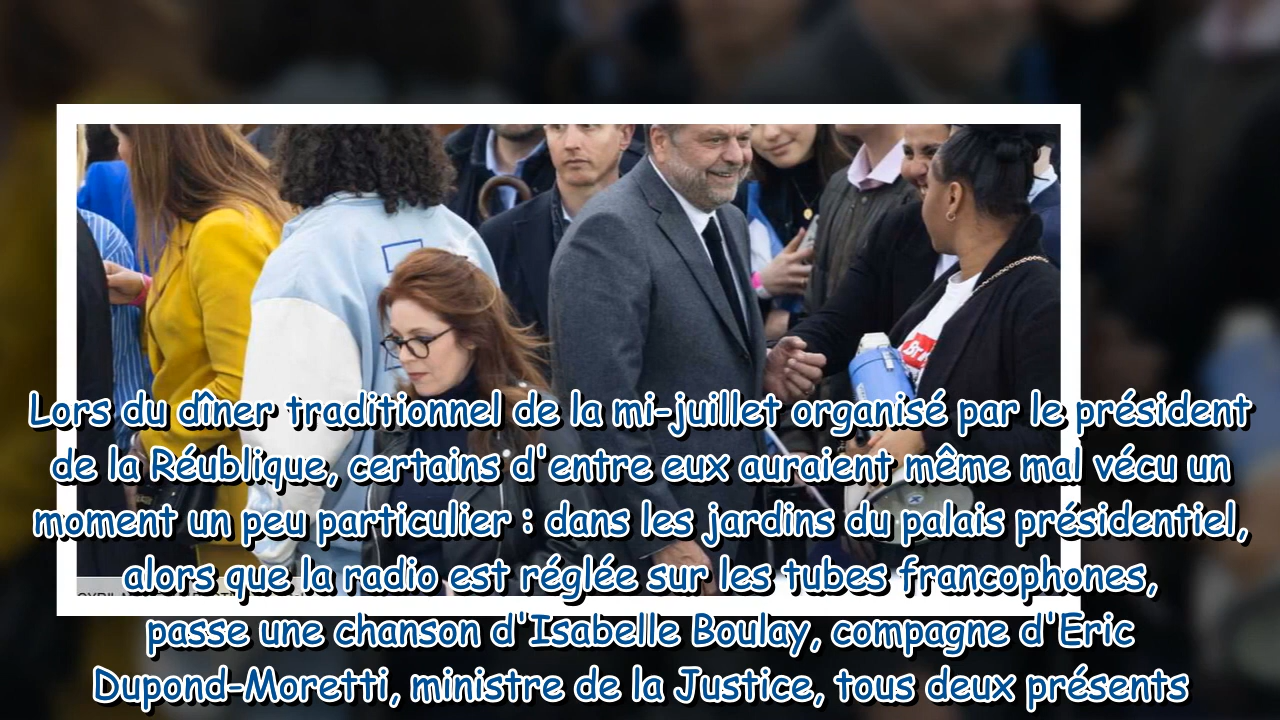 Br
Lors du dîner traditionnel de la mi-juillet organisé par le président
de la Réublique, certains d'entre eux auraient même mal vécu un
moment un peu particulier : dans les jardins du palais présidentiel,
alors que la radio est réglée sur les tubes francophones,
passe une chanson d'Isabelle Boulay, compagne d'Eric
Dupond-Moretti, ministre de la Justice, tous deux présents